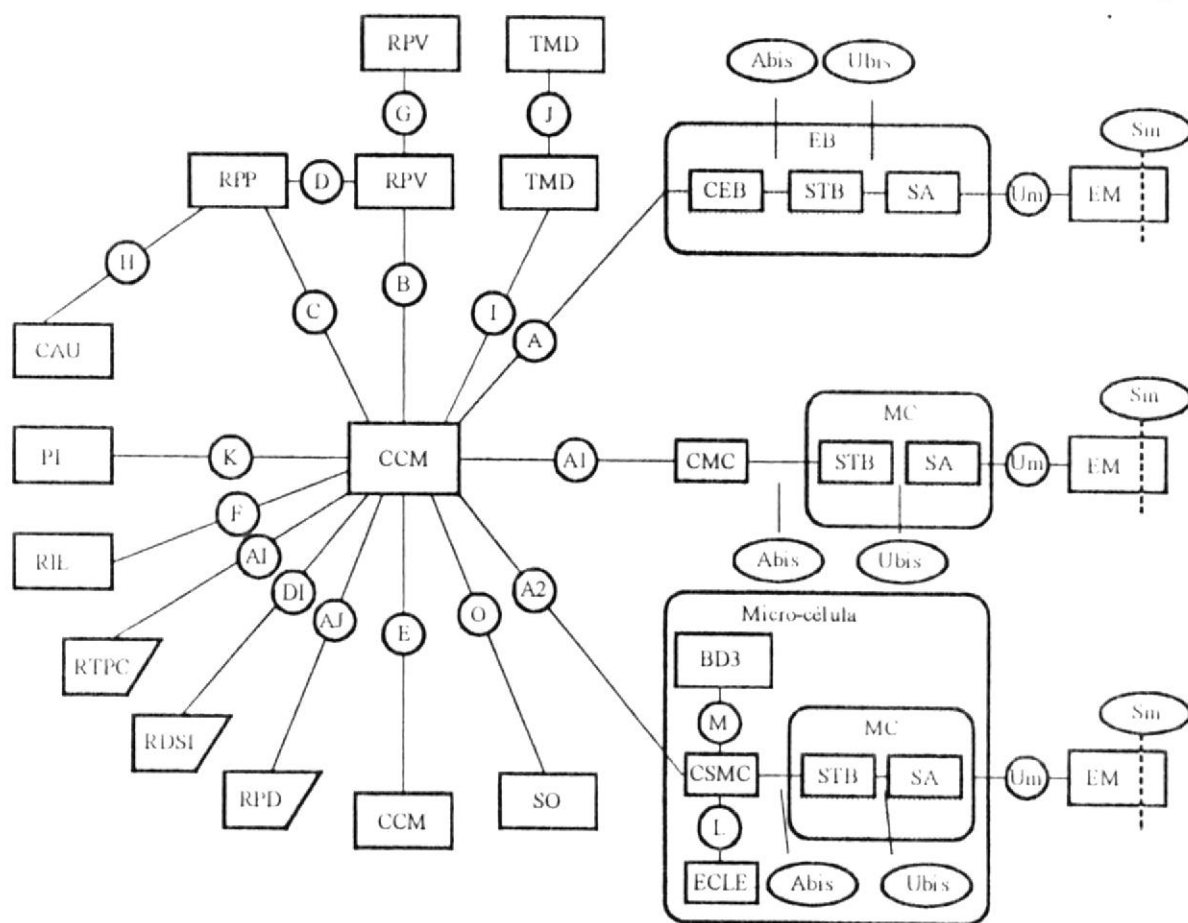 RPV
TMD
Abis
Ubis
G
J
EB
Sm
RPP
D
RPV
TMD
CEB
STB
SA
Um
EM
H
B
C
I
A
CAU
Sm
MC
PI
K
CCM
A1
CMC
STB
SA
Um
EM
F
RIE
AI
Abis
Ubis
DI
A2
AJ
E
O
Micro-célula
RTPC
BD3
Sm
RDSI
M
MC
RPD
CCM
SO
CSMC
STB
SA
Um
EM
L
ECLE
Abis
Ubis